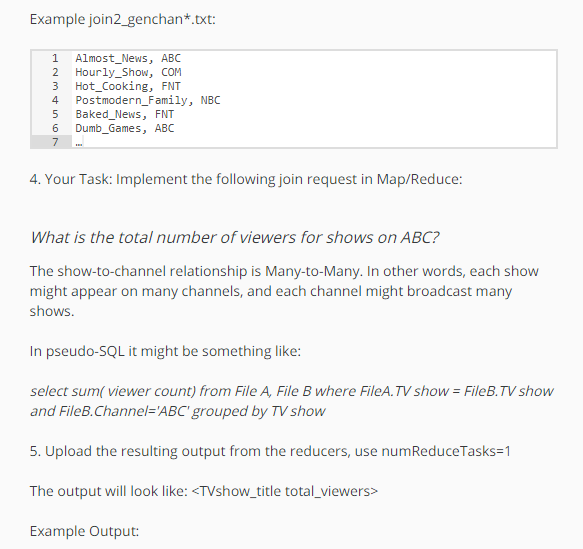 Example join2_genchan*.txt:
1 Almost_News, ABC
2 Hourly_Show, COM
3 Hot_Cooking, FNT
4 Postmodern_Family, NBC
5 Baked_News, FNT
6 Dumb_Games, ABC
7 …
4. Your Task: Implement the following join request in Map/Reduce:
What is the total number of viewers for shows on ABC?
The show-to-channel relationship is Many-to-Many. In other words, each show
might appear on many channels, and each channel might broadcast many
shows.
In pseudo-SQL it might be something like:
select sum( viewer count) from File A, File B where FileA.TV show = FileB.TV show
and FileB.Channel='ABC' grouped by TV show
5. Upload the resulting output from the reducers, use numReduceTasks=1
The output will look like: <TVshow_title total_viewers>
Example Output: